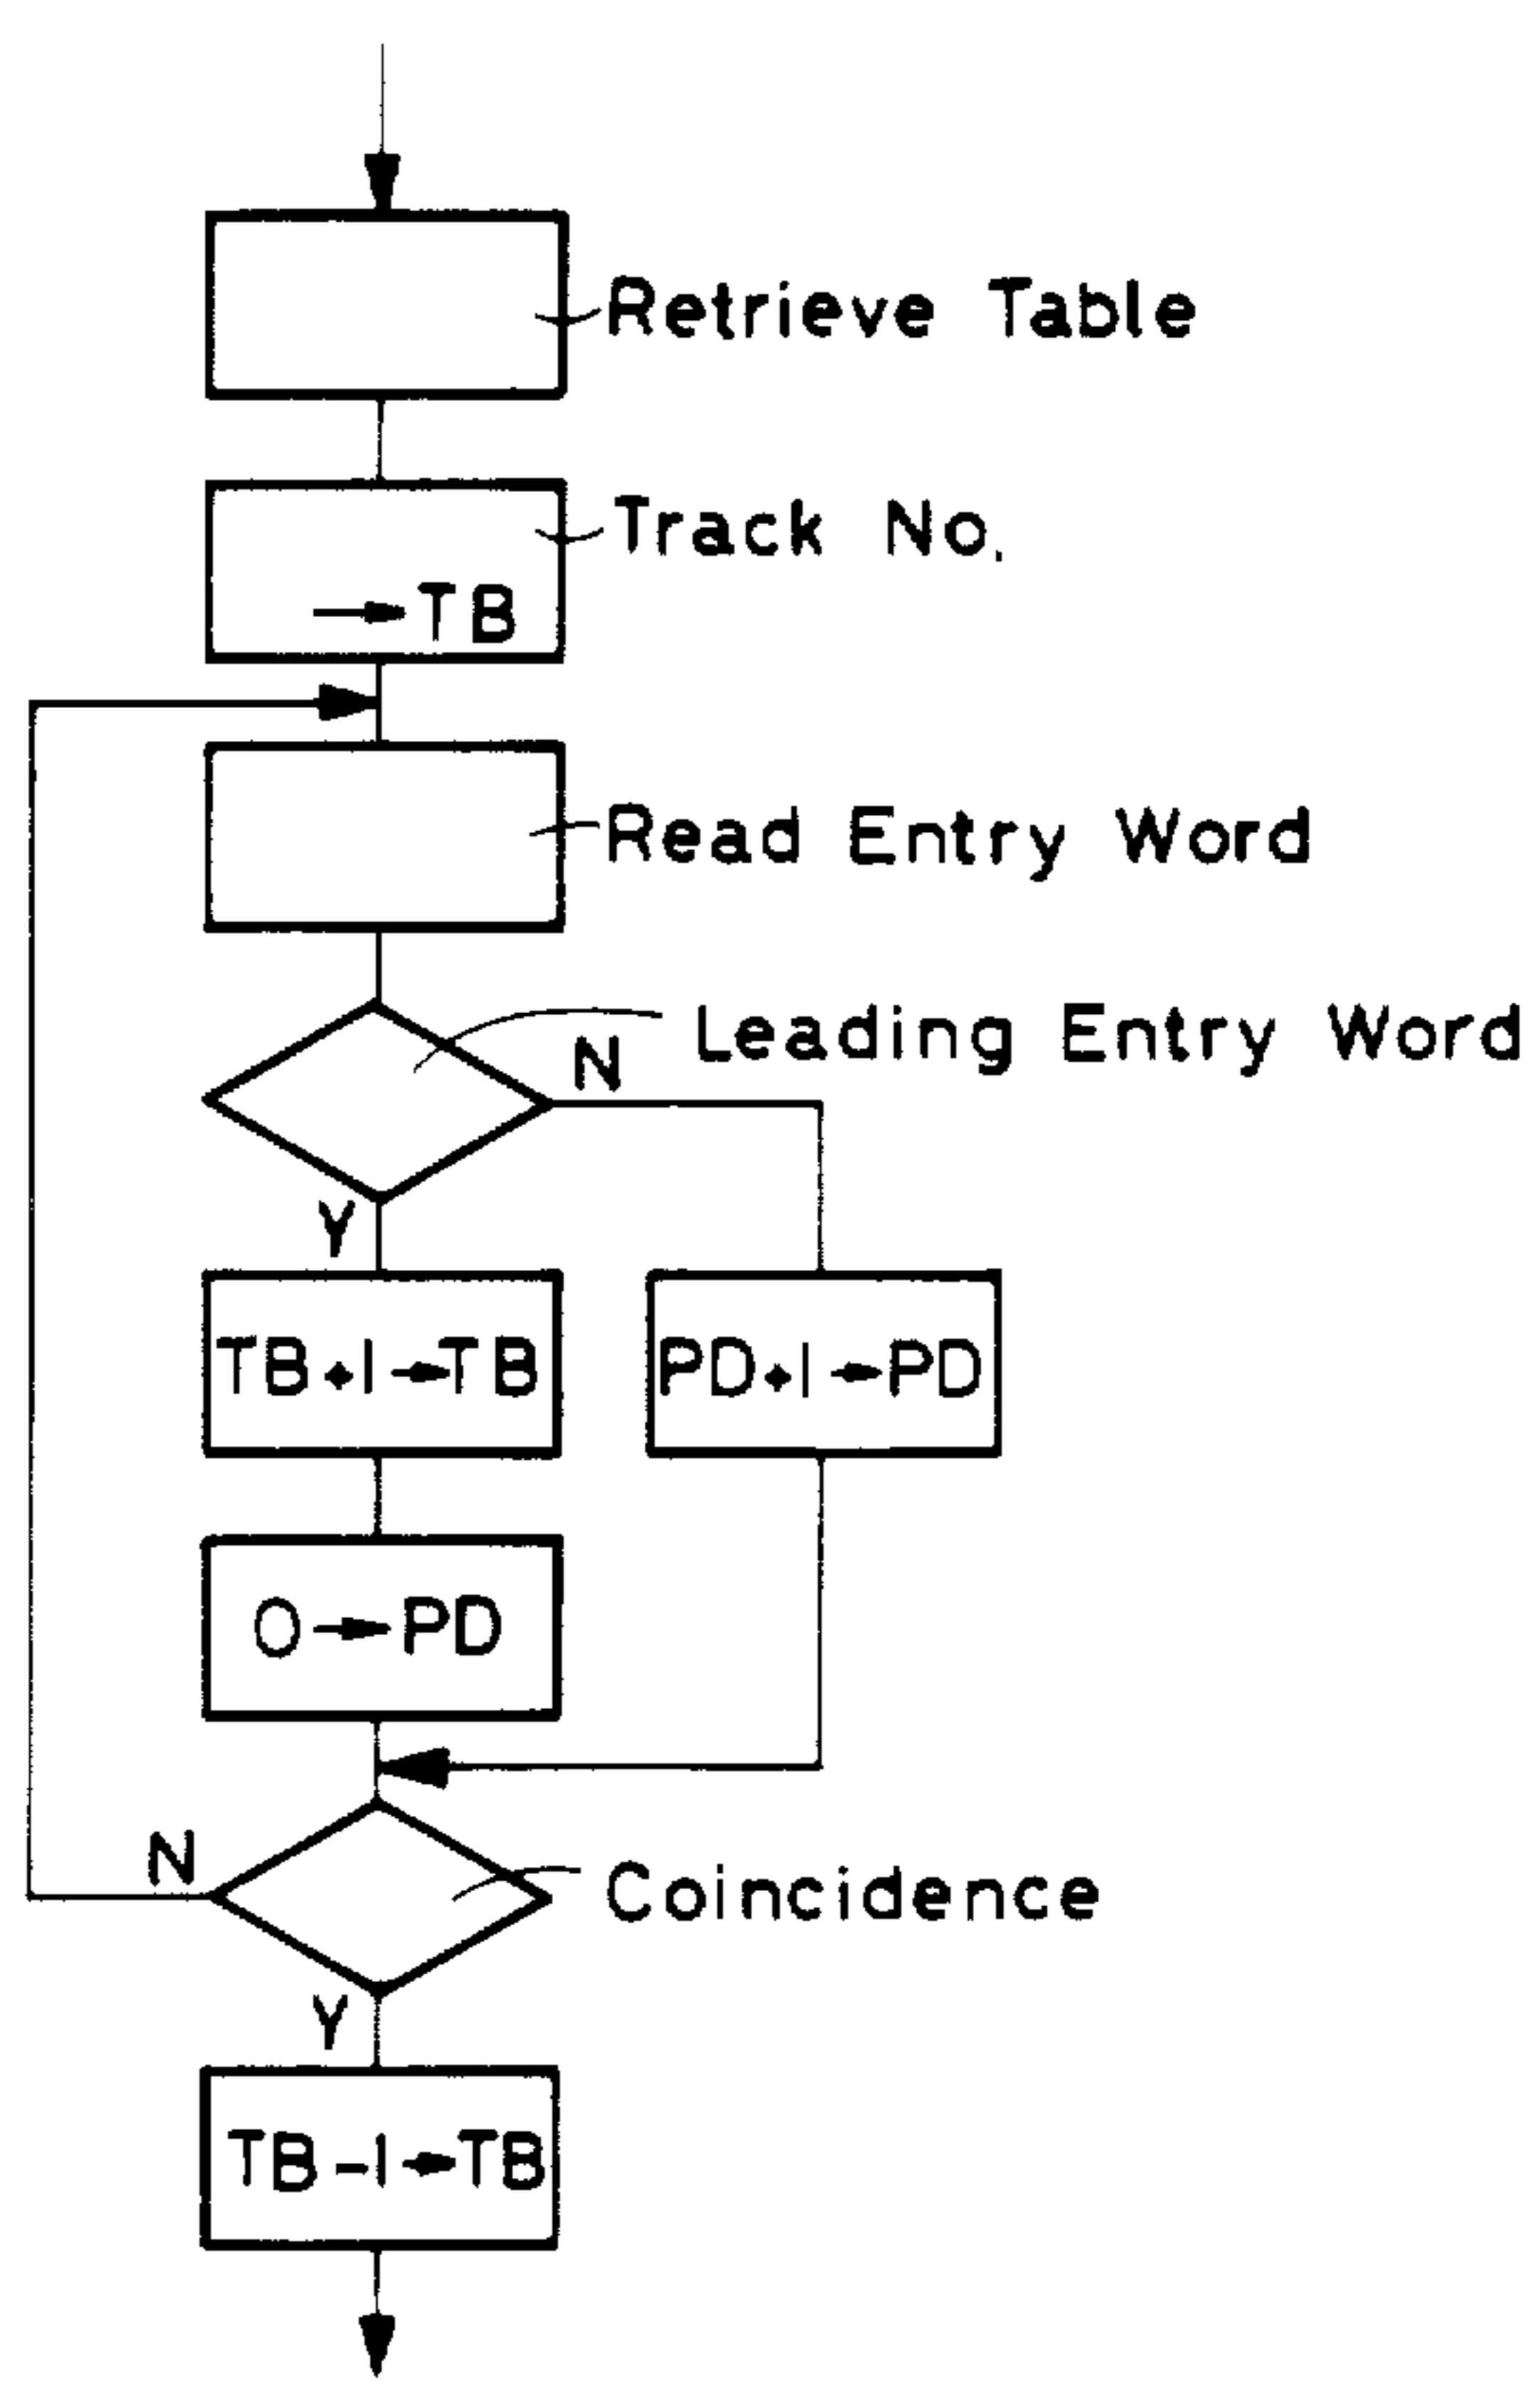 Retrieve Table
Track No.
→TB
Read Entry Word
Leading Entry Word
N
Y
TB+1→TB
PD+1→PD
0→PD
N
Coincidence
Y
TB-1→TB